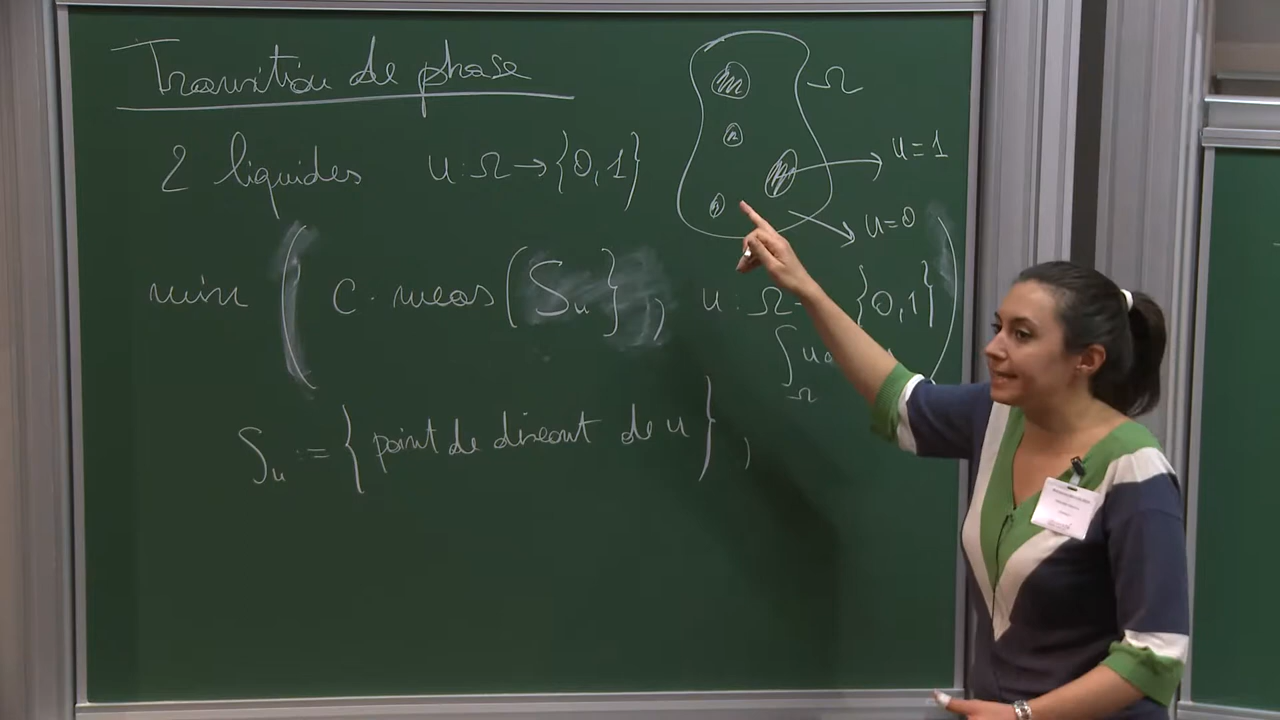 Transition de phase
2 liquides u : Ω → {0,1}
Ω
u=1
u=0
min ( c · meas ( Su } , u : Ω {0,1} )
∫Ω u
Su := { point de discont de u } ,